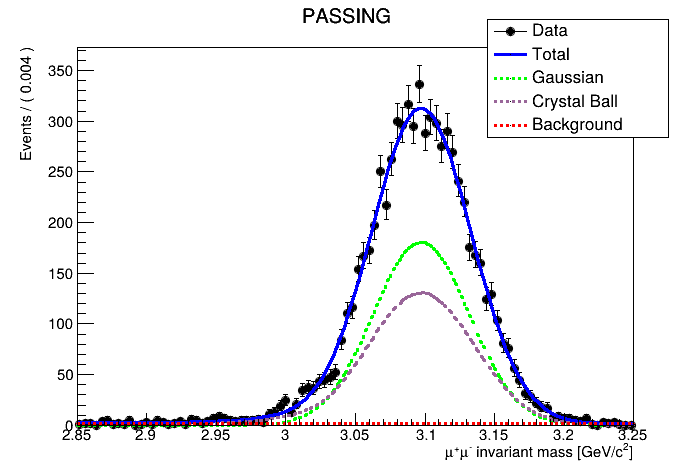 PASSING
Data
Total
Gaussian
Crystal Ball
Background
Events / ( 0.004 )
350
300
250
200
150
100
50
0
2.85 2.9 2.95 3 3.05 3.1 3.15 3.2 3.25
μ⁺μ⁻ invariant mass [GeV/c²]